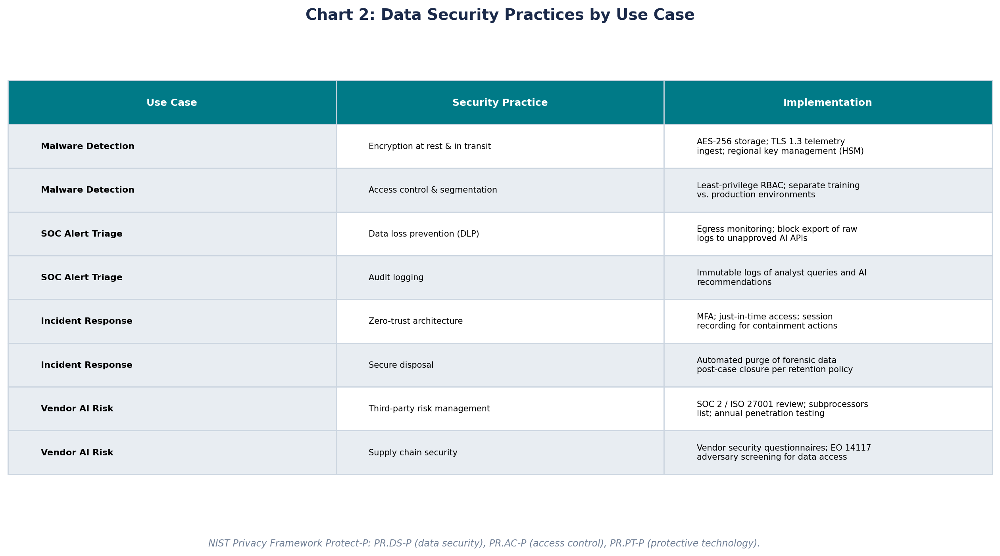 Chart 2: Data Security Practices by Use Case
Use Case
Security Practice
Implementation
Malware Detection
Encryption at rest & in transit
AES-256 storage; TLS 1.3 telemetry
ingest; regional key management (HSM)
Malware Detection
Access control & segmentation
Least-privilege RBAC; separate training
vs. production environments
SOC Alert Triage
Data loss prevention (DLP)
Egress monitoring; block export of raw
logs to unapproved AI APIs
SOC Alert Triage
Audit logging
Immutable logs of analyst queries and AI
recommendations
Incident Response
Zero-trust architecture
MFA; just-in-time access; session
recording for containment actions
Incident Response
Secure disposal
Automated purge of forensic data
post-case closure per retention policy
Vendor AI Risk
Third-party risk management
SOC 2 / ISO 27001 review; subprocessors
list; annual penetration testing
Vendor AI Risk
Supply chain security
Vendor security questionnaires; EO 14117
adversary screening for data access
NIST Privacy Framework Protect-P: PR.DS-P (data security), PR.AC-P (access control), PR.PT-P (protective technology).